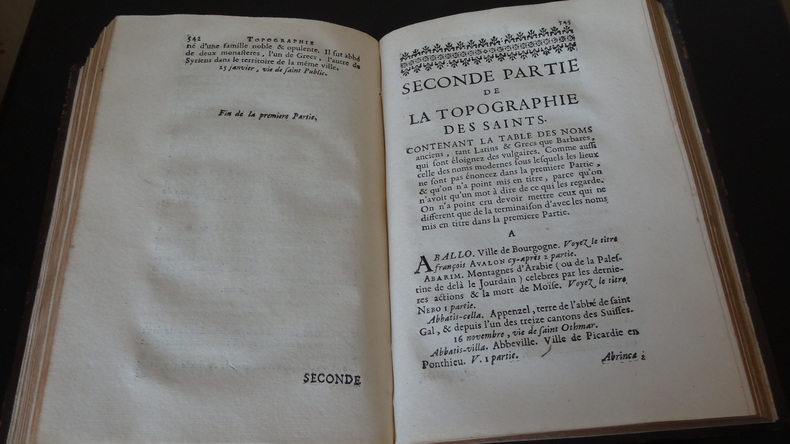 542 TOPOGRAPHIE
né d'une famille noble & opulente. Il fut abbé
de deux monasteres, l'un de Grecs, l'autre de
Syriens dans le territoire de la même ville.
25 janvier, vie de saint Public.
Fin de la premiere Partie.
SECONDE
543
SECONDE PARTIE
DE
LA TOPOGRAPHIE
DES SAINTS.
CONTENANT LA TABLE DES NOMS
anciens, tant Latins & Grecs que Barbares,
qui sont éloignez des vulgaires. Comme aussi
celle des noms modernes sous lesquels les lieux
ne sont pas énoncez dans la premiere Partie,
& qu'on n'a point mis en titre, parce qu'on
n'avoit qu'un mot à dire de ce qui les regarde.
On n'a point cru devoir mettre ceux qui ne
different que de la terminaison d'avec les noms
mis en titre dans la premiere Partie.
A
ABALLO. Ville de Bourgogne. Voyez le titre
françois AVALON cy-après 2 partie.
ABARIM. Montagnes d'Arabie (ou de la Pales-
tine de delà le Jourdain) celebres par les dernie-
res actions & la mort de Moïse. Voyez le titre
NEBO 1 partie.
Abbatis-cella. Appenzel, terre de l'abbé de saint
Gal, & depuis l'un des treize cantons des Suisses.
16 novembre, vie de saint Othmar.
Abbatis-villa. Abbeville. Ville de Picardie en
Ponthieu. V. 1 partie.
Abrinca